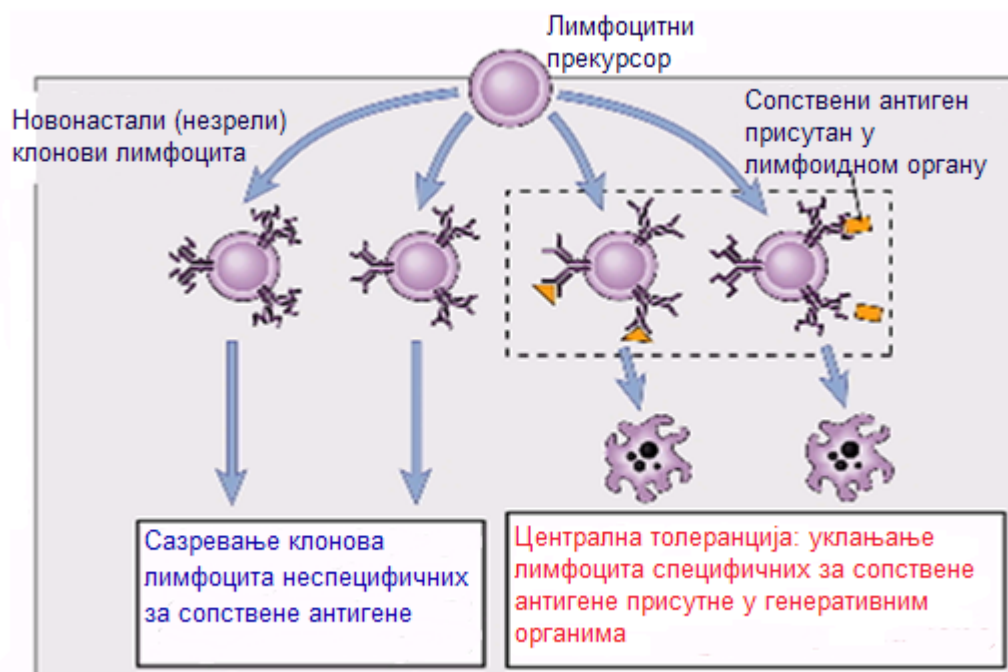 Лимфоцитни
прекурсор
Новонастали (незрели)
клонови лимфоцита
Сопствени антиген
присутан у
лимфоидном органу
Сазревање клонова
лимфоцита неспецифичних
за сопствене антигене
Централна толеранција: уклањање
лимфоцита специфичних за сопствене
антигене присутне у генеративним
органима